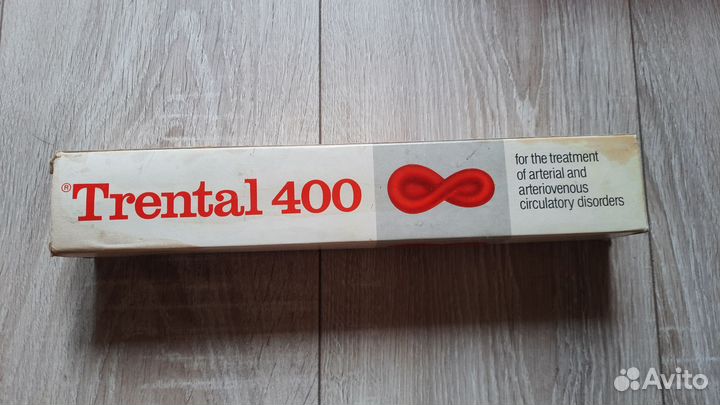 ® Trental 400
for the treatment
of arterial and
arteriovenous
circulatory disorders
Avito